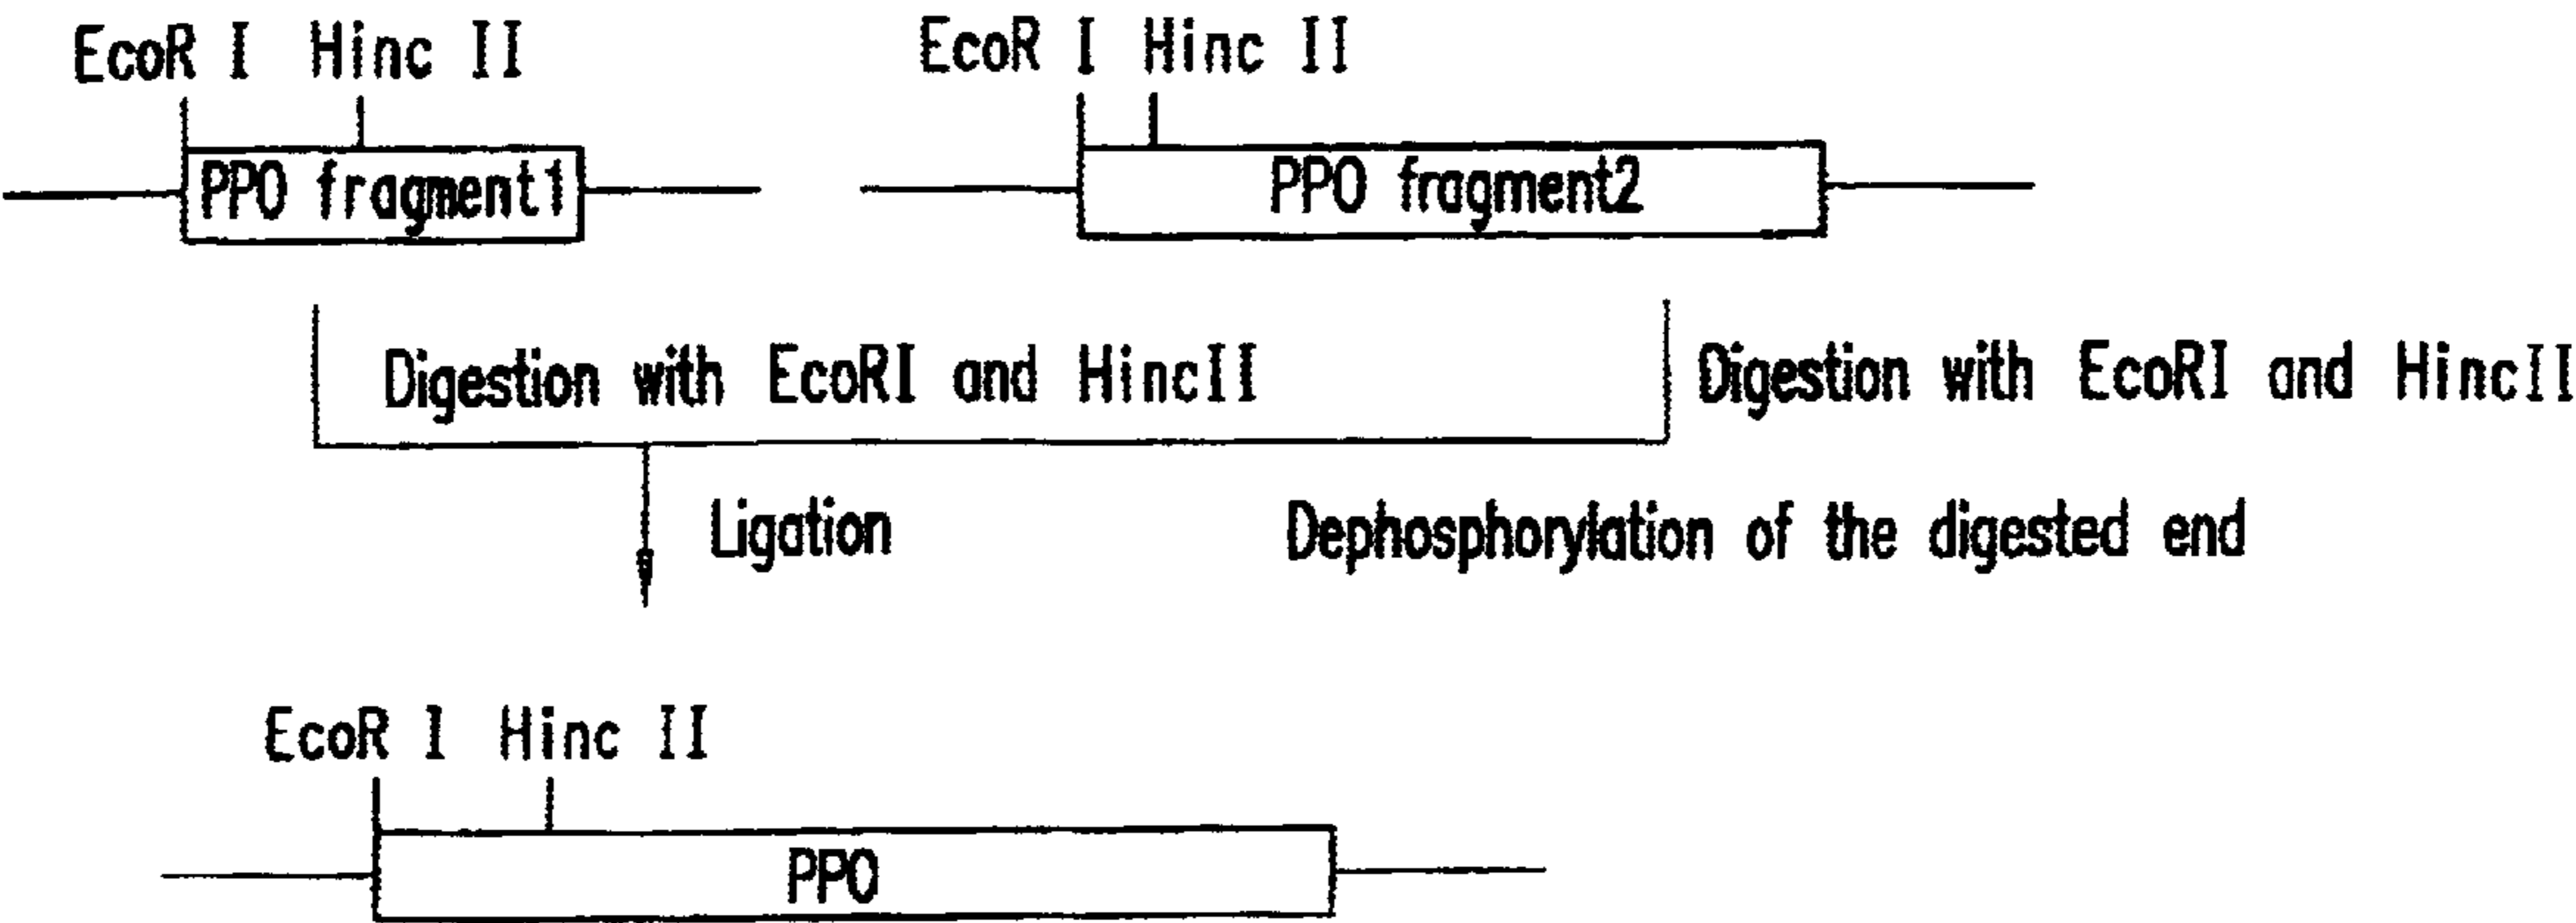 EcoR I Hinc II
EcoR I Hinc II
PPO fragment1
PPO fragment2
Digestion with EcoRI and HincII
Digestion with EcoRI and HincII
Ligation
Dephosphorylation of the digested end
EcoR I Hinc II
PPO